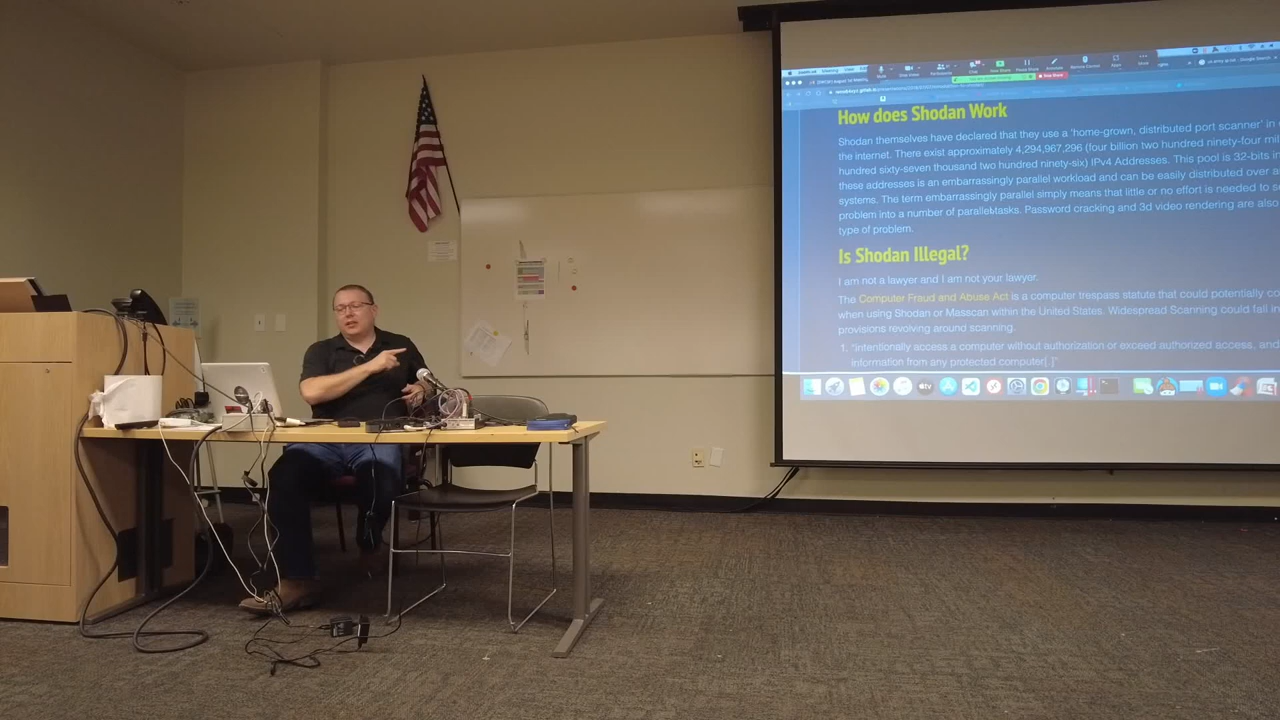 How does Shodan Work
Shodan themselves have declared that they use a 'home-grown, distributed port scanner' in
the internet. There exist approximately 4,294,967,296 (four billion two hundred ninety-four
hundred sixty-seven thousand two hundred ninety-six) IPv4 Addresses. This pool is 32-bits in
these addresses is an embarrassingly parallel workload and can be easily distributed over
systems. The term embarrassingly parallel simply means that little or no effort is needed to
problem into a number of parallel tasks. Password cracking and 3d video rendering are also
type of problem.
Is Shodan Illegal?
I am not a lawyer and I am not your lawyer.
The Computer Fraud and Abuse Act is a computer trespass statute that could potentially
when using Shodan or Masscan within the United States. Widespread Scanning could fall
provisions revolving around scanning.
1. "intentionally access a computer without authorization or exceed authorized access, and
information from any protected computer[.]"